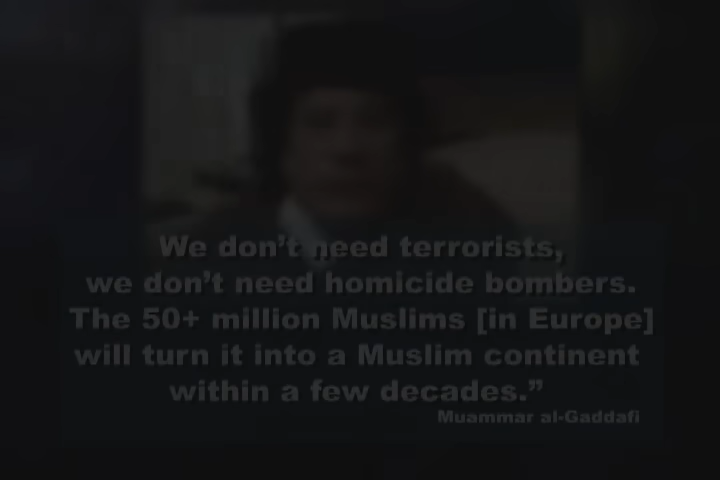 We don't need terrorists,
we don't need homicide bombers.
The 50+ million Muslims [in Europe]
will turn it into a Muslim continent
within a few decades.”
Muammar al-Gaddafi